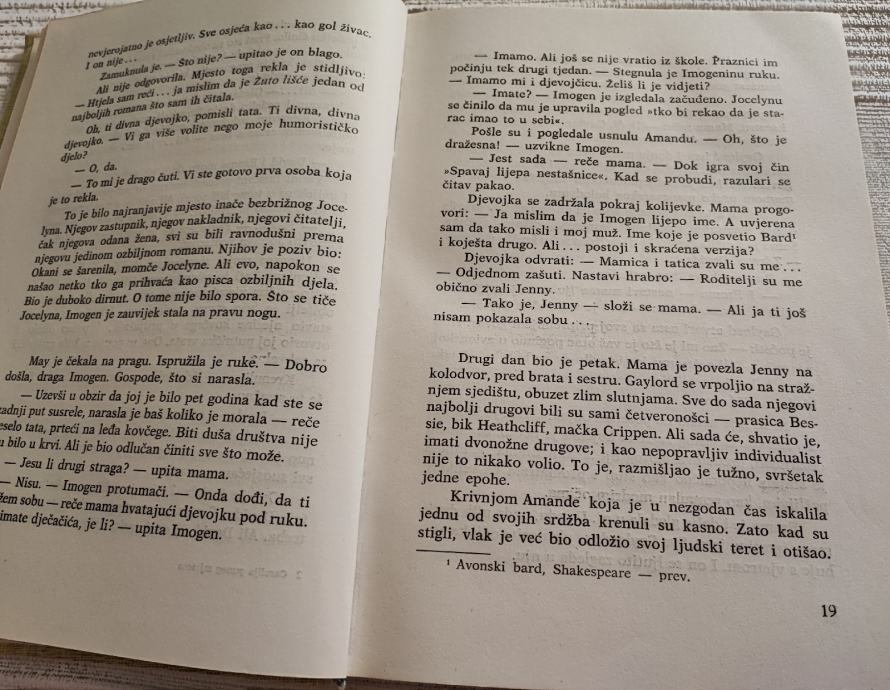 nevjerojatno je osjetljiv. Sve osjeća kao... kao gol živac.
I on nije...
Zamuknula je. — Što nije? — upitao je on blago.
Ali nije odgovorila. Mjesto toga rekla je stidljivo:
— Htjela sam reći... ja mislim da je Žuto lišće jedan od
najboljih romana što sam ih čitala.
Oh, ti divna djevojko, pomisli tata. Ti divna, divna
djevojko. — Vi ga više volite nego moje humorističko
djelo?
— O, da.
— To mi je drago čuti. Vi ste gotovo prva osoba koja
je to rekla.
To je bilo najranjavije mjesto inače bezbrižnog Joce-
lyna. Njegov zastupnik, njegov nakladnik, njegovi čitatelji,
čak njegova odana žena, svi su bili ravnodušni prema
njegovu jedinom ozbiljnom romanu. Njihov je poziv bio:
Okani se šarenila, momče Jocelyne. Ali evo, napokon se
našao netko tko ga prihvaća kao pisca ozbiljnih djela.
Bio je duboko dirnut. O tome nije bilo spora. Što se tiče
Jocelyna, Imogen je zauvijek stala na pravu nogu.
May je čekala na pragu. Ispružila je ruke. — Dobro
došla, draga Imogen. Gospode, što si narasla.
— Uzevši u obzir da joj je bilo pet godina kad ste se
zadnji put susrele, narasla je baš koliko je morala — reče
veselo tata, prteći na leđa kovčege. Biti duša društva nije
u bilo u krvi. Ali je bio odlučan činiti sve što može.
— Jesu li drugi straga? — upita mama.
— Nisu. — Imogen protumači. — Onda dođi, da ti
žem sobu — reče mama hvatajući djevojku pod ruku.
imate dječačića, je li? — upita Imogen.
— Imamo. Ali još se nije vratio iz škole. Praznici im
počinju tek drugi tjedan. — Stegnula je Imogeninu ruku.
— Imamo mi i djevojčicu. Želiš li je vidjeti?
— Imate? — Imogen je izgledala začuđeno. Jocelynu
se činilo da mu je upravila pogled »tko bi rekao da je sta-
rac imao to u sebi«.
Pošle su i pogledale usnulu Amandu. — Oh, što je
dražesna! — uzvikne Imogen.
— Jest sada — reče mama. — Dok igra svoj čin
»Spavaj lijepa nestašnice«. Kad se probudi, razulari se
čitav pakao.
Djevojka se zadržala pokraj kolijevke. Mama progo-
vori: — Ja mislim da je Imogen lijepo ime. A uvjerena
sam da tako misli i moj muž. Ime koje je posvetio Bard¹
i koješta drugo. Ali... postoji i skraćena verzija?
Djevojka odvrati: — Mamica i tatica zvali su me...
— Odjednom zašuti. Nastavi hrabro: — Roditelji su me
obično zvali Jenny.
— Tako je, Jenny — složi se mama. — Ali ja ti još
nisam pokazala sobu...
Drugi dan bio je petak. Mama je povezla Jenny na
kolodvor, pred brata i sestru. Gaylord se vrpoljio na straž-
njem sjedištu, obuzet zlim slutnjama. Sve do sada njegovi
najbolji drugovi bili su sami četveronošci — prasica Bes-
sie, bik Heathcliff, mačka Crippen. Ali sada će, shvatio je,
imati dvonožne drugove; i kao nepopravljiv individualist
nije to nikako volio. To je, razmišljao je tužno, svršetak
jedne epohe.
Krivnjom Amande koja je u nezgodan čas iskalila
jednu od svojih srdžba krenuli su kasno. Zato kad su
stigli, vlak je već bio odložio svoj ljudski teret i otišao.
¹ Avonski bard, Shakespeare — prev.
19